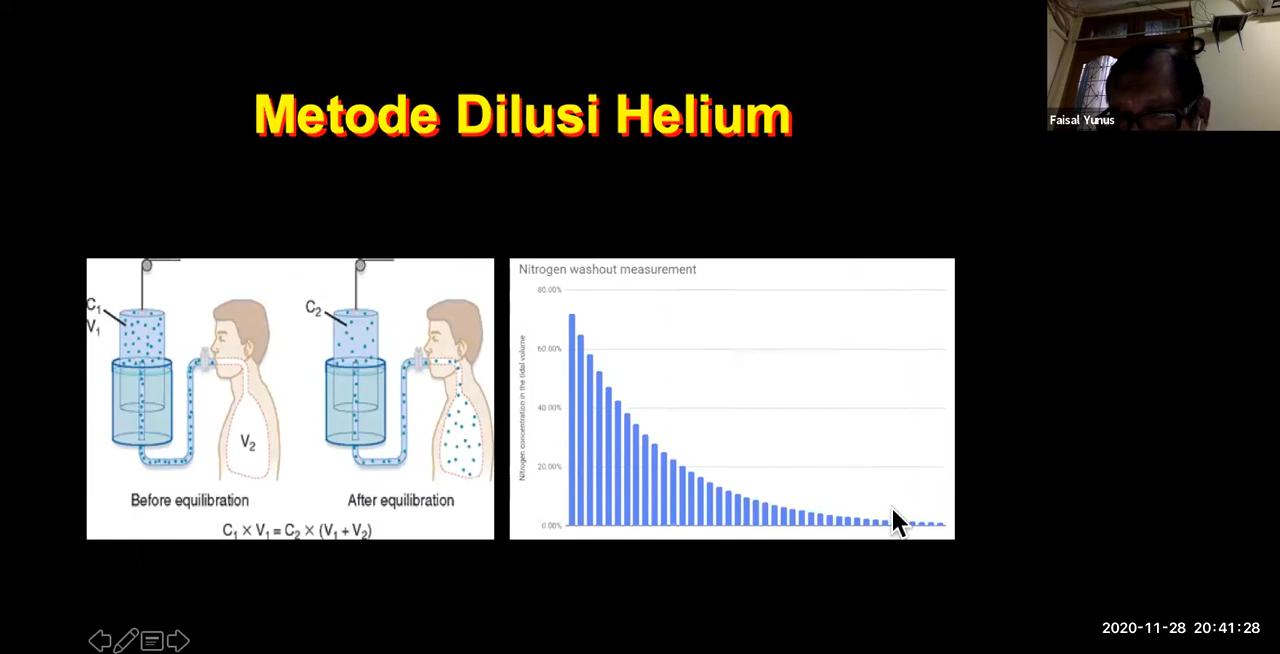 Metode Dilusi Helium
Faisal Yunus
C1
V1
V2
Before equilibration
C2
After equilibration
C1 × V1 = C2 × (V1 + V2)
Nitrogen washout measurement
Nitrogen concentration in the tidal volume
80.00%
60.00%
40.00%
20.00%
0.00%
2020-11-28 20:41:28